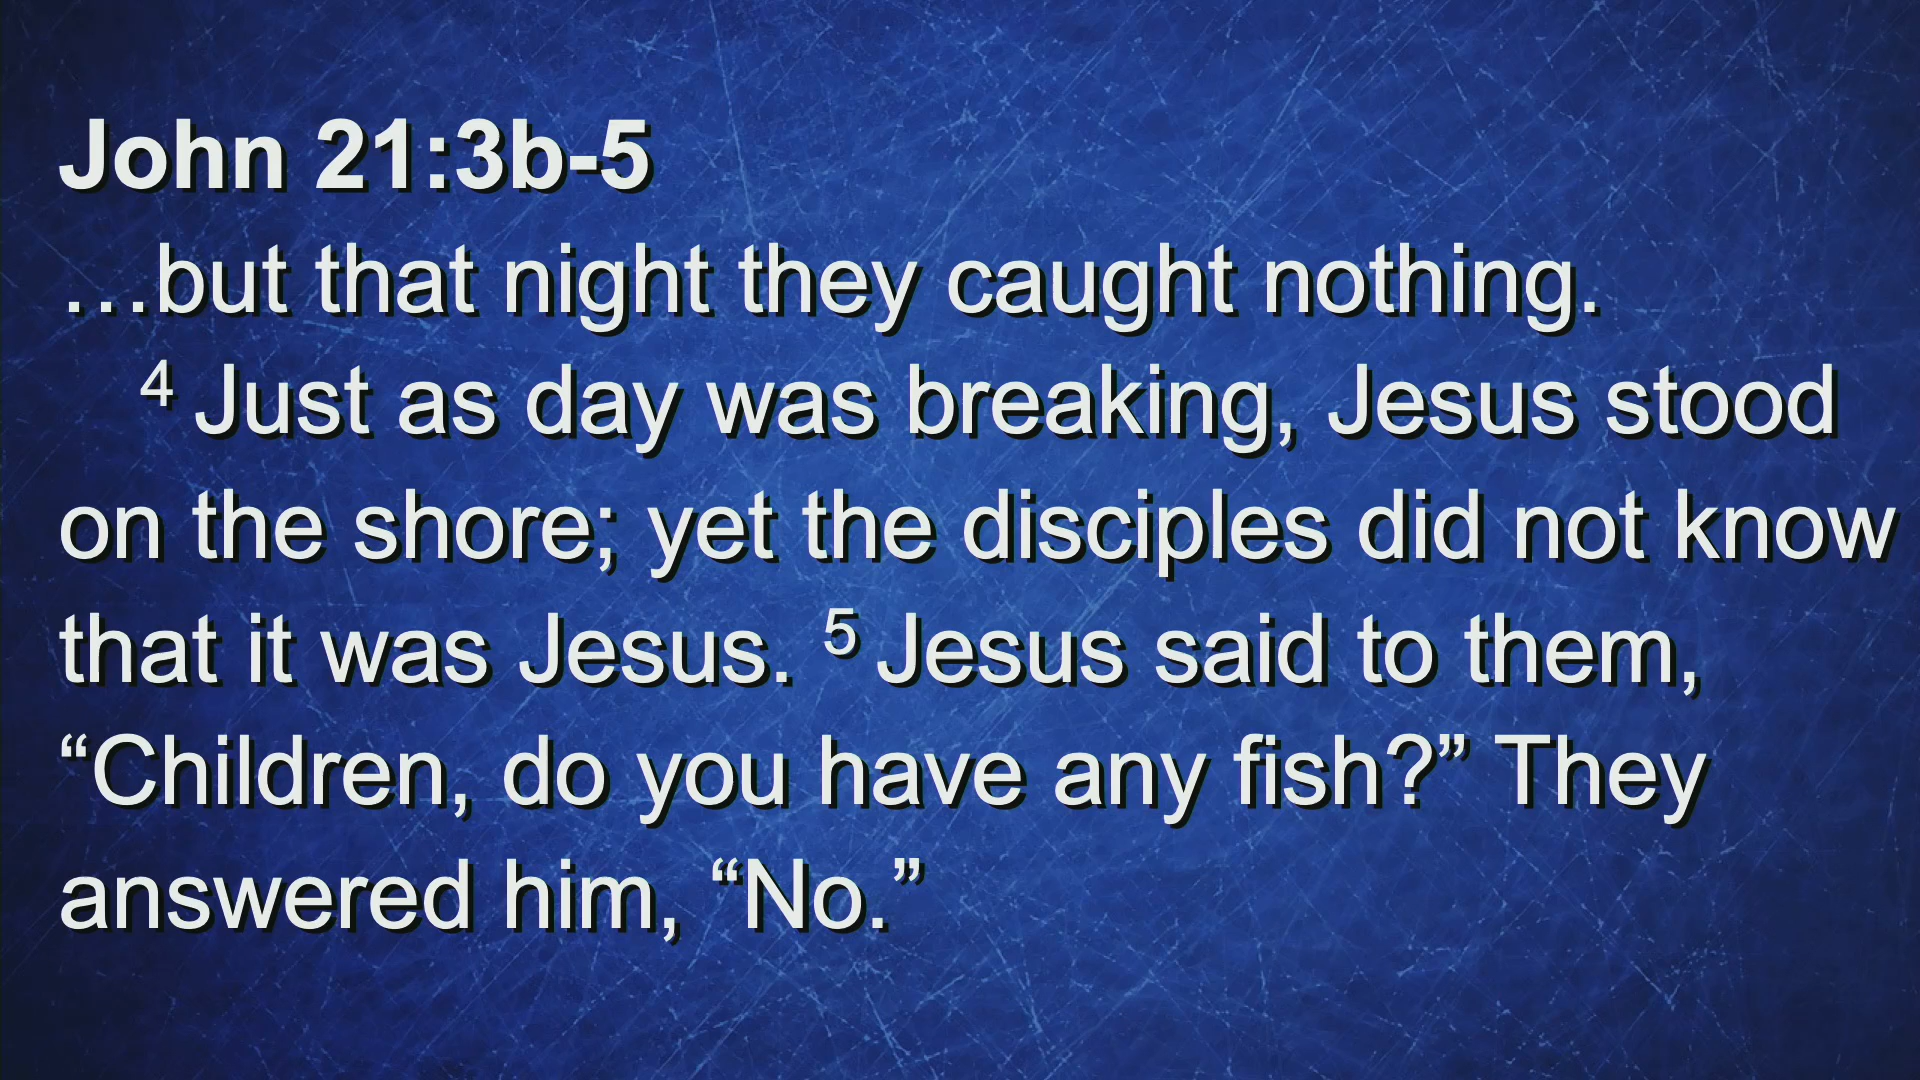 John 21:3b-5
…but that night they caught nothing.
4 Just as day was breaking, Jesus stood
on the shore; yet the disciples did not know
that it was Jesus. 5 Jesus said to them,
“Children, do you have any fish?” They
answered him, “No.”